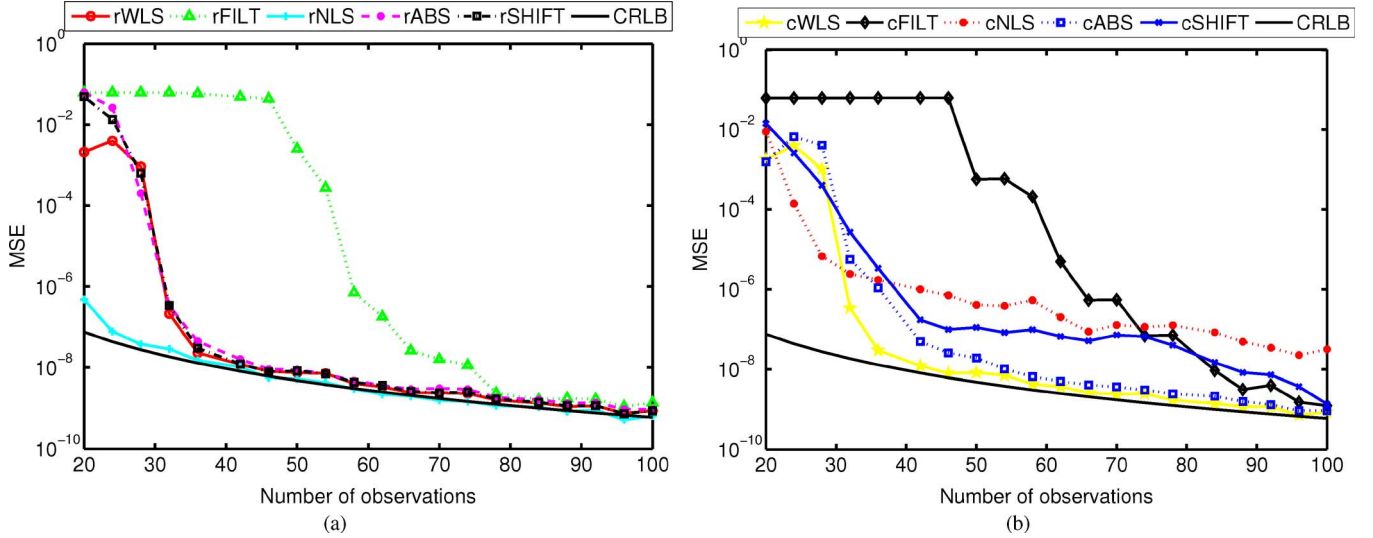 rWLS rFILT rNLS rABS rSHIFT CRLB
10^0
10^-2
10^-4
10^-6
10^-8
10^-10
MSE
20 30 40 50 60 70 80 90 100
Number of observations
(a)
cWLS cFILT cNLS cABS cSHIFT CRLB
10^0
10^-2
10^-4
10^-6
10^-8
10^-10
MSE
20 30 40 50 60 70 80 90 100
Number of observations
(b)